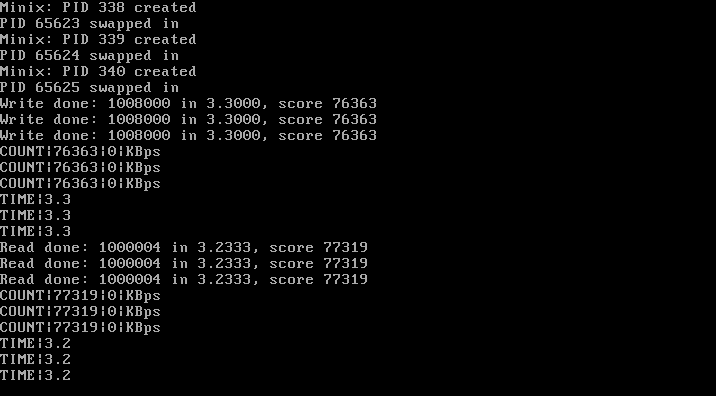 Minix: PID 338 created
PID 65623 swapped in
Minix: PID 339 created
PID 65624 swapped in
Minix: PID 340 created
PID 65625 swapped in
Write done: 1008000 in 3.3000, score 76363
Write done: 1008000 in 3.3000, score 76363
Write done: 1008000 in 3.3000, score 76363
COUNT|76363|0|KBps
COUNT|76363|0|KBps
COUNT|76363|0|KBps
TIME|3.3
TIME|3.3
TIME|3.3
Read done: 1000004 in 3.2333, score 77319
Read done: 1000004 in 3.2333, score 77319
Read done: 1000004 in 3.2333, score 77319
COUNT|77319|0|KBps
COUNT|77319|0|KBps
COUNT|77319|0|KBps
TIME|3.2
TIME|3.2
TIME|3.2